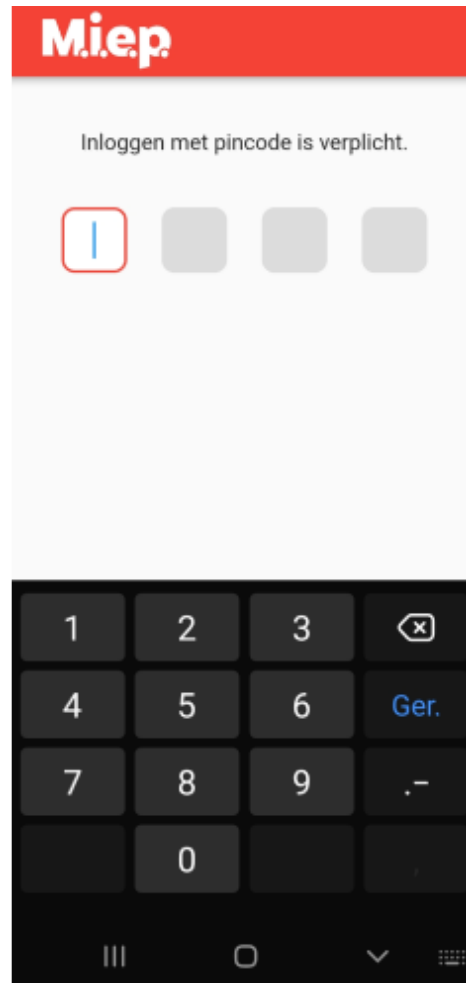 M.i.e.p.
Inloggen met pincode is verplicht.
1 2 3
4 5 6 Ger.
7 8 9 .-
0 ,